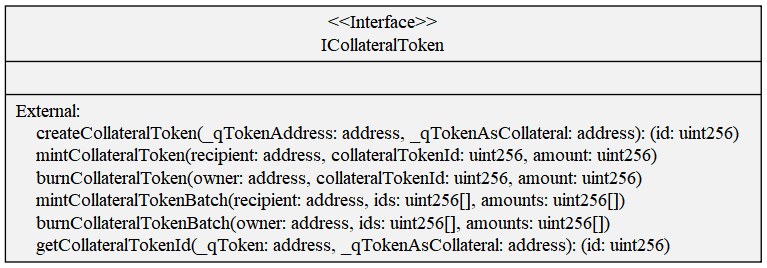 <<Interface>>
ICollateralToken
External:
createCollateralToken(_qTokenAddress: address, _qTokenAsCollateral: address): (id: uint256)
mintCollateralToken(recipient: address, collateralTokenId: uint256, amount: uint256)
burnCollateralToken(owner: address, collateralTokenId: uint256, amount: uint256)
mintCollateralTokenBatch(recipient: address, ids: uint256[], amounts: uint256[])
burnCollateralTokenBatch(owner: address, ids: uint256[], amounts: uint256[])
getCollateralTokenId(_qToken: address, _qTokenAsCollateral: address): (id: uint256)